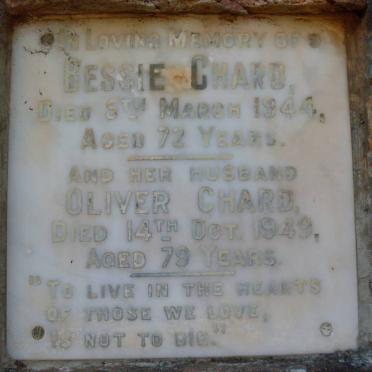 IN LOVING MEMORY OF
BESSIE CHARD,
DIED 6TH MARCH 1944,
AGED 72 YEARS.
AND HER HUSBAND
OLIVER CHARD,
DIED 14TH OCT. 1949,
AGED 79 YEARS.
"TO LIVE IN THE HEARTS
OF THOSE WE LOVE,
IS NOT TO DIE."